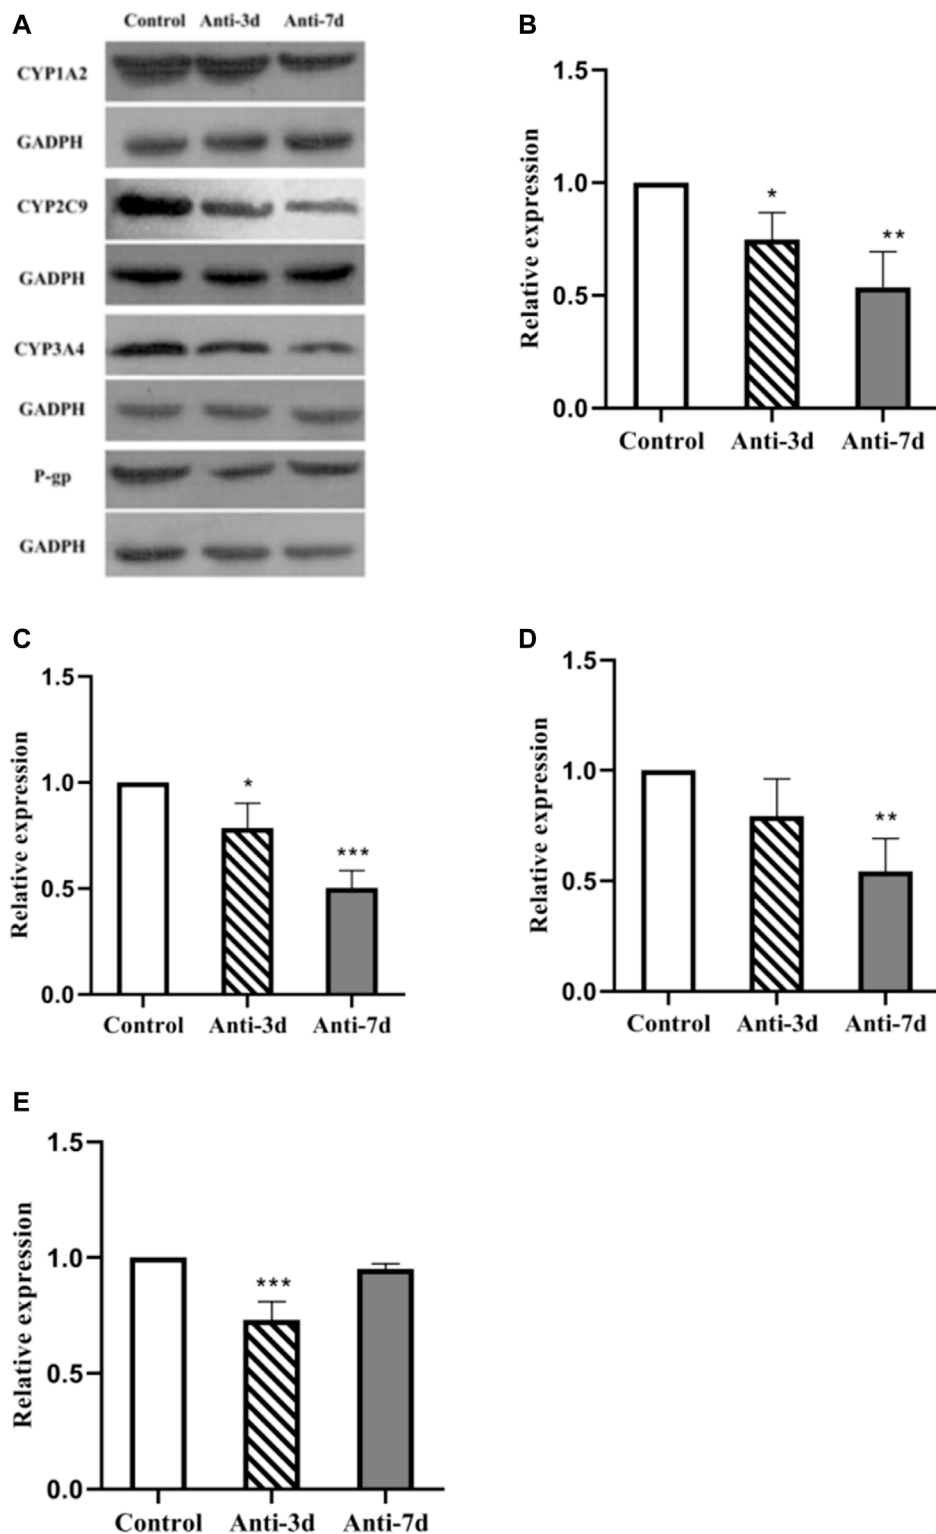 A
Control Anti-3d Anti-7d
CYP1A2
GADPH
CYP2C9
GADPH
CYP3A4
GADPH
P-gp
GADPH
B
Relative expression
1.5
1.0
0.5
0.0
*
**
Control Anti-3d Anti-7d
C
Relative expression
1.5
1.0
0.5
0.0
*
***
Control Anti-3d Anti-7d
D
Relative expression
1.5
1.0
0.5
0.0
**
Control Anti-3d Anti-7d
E
Relative expression
1.5
1.0
0.5
0.0
***
Control Anti-3d Anti-7d